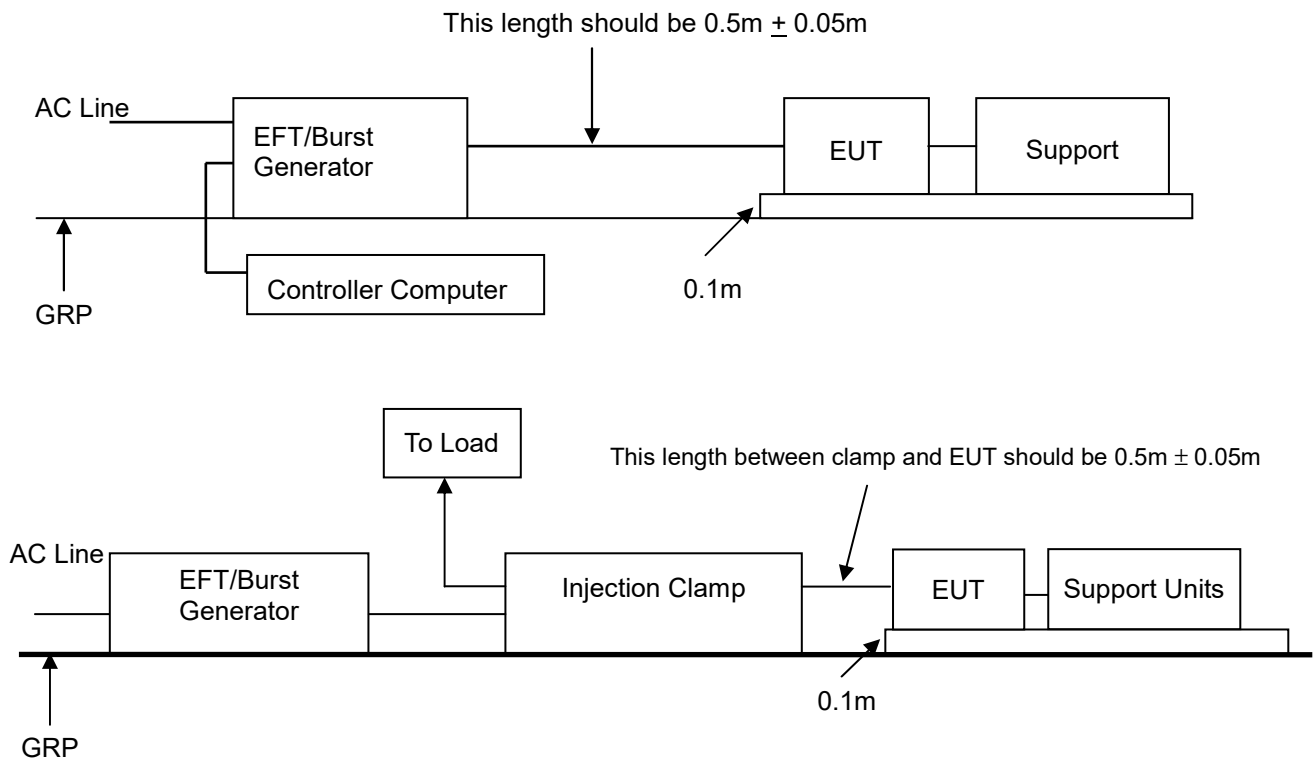 This length should be 0.5m ± 0.05m
AC Line
EFT/Burst
Generator
EUT
Support
Controller Computer
0.1m
GRP
To Load
This length between clamp and EUT should be 0.5m ± 0.05m
AC Line
EFT/Burst
Generator
Injection Clamp
EUT
Support Units
0.1m
GRP